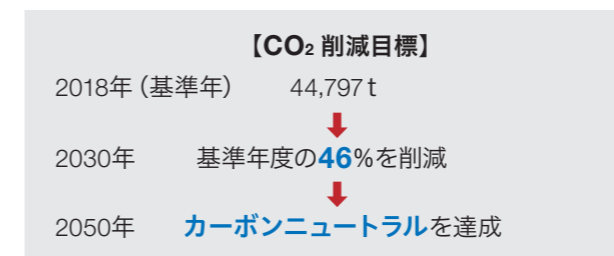 【CO₂ 削減目標】
2018年（基準年） 44,797t
2030年 基準年度の46%を削減
2050年 カーボンニュートラルを達成